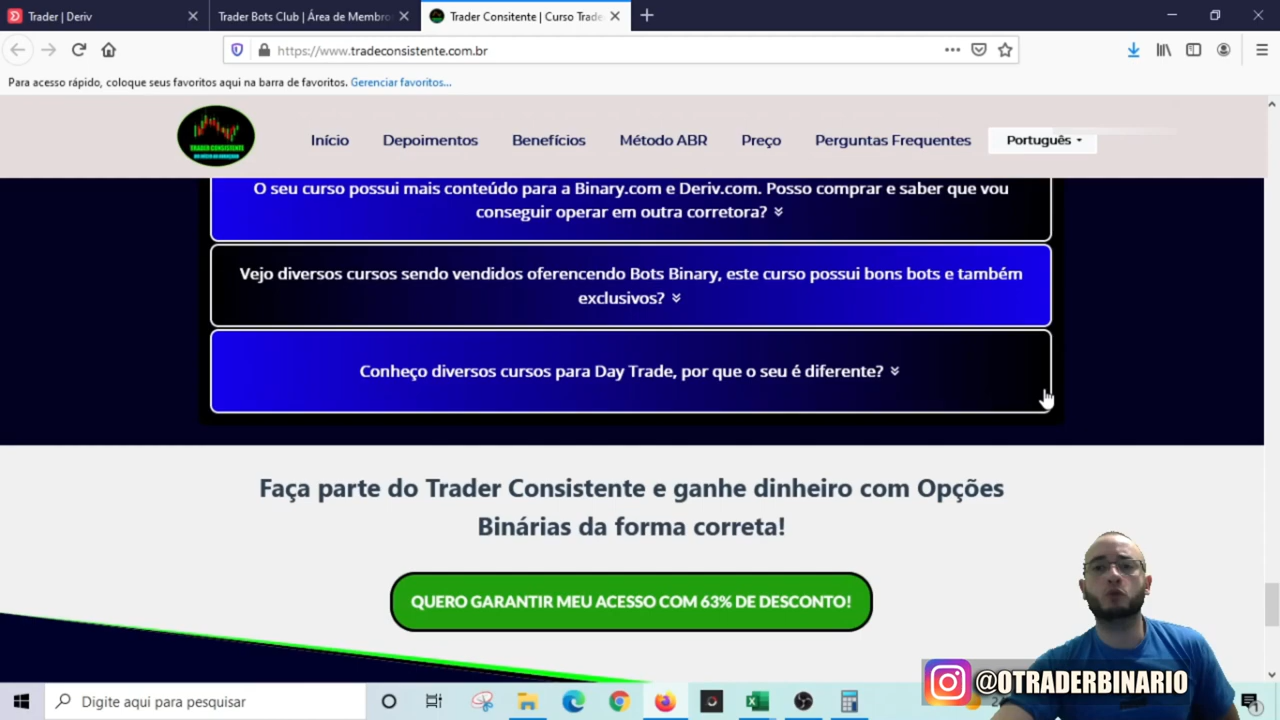 Trader | Deriv
Trader Bots Club | Área de Membro
Trader Consitente | Curso Trade
https://www.tradeconsistente.com.br
Para acesso rápido, coloque seus favoritos aqui na barra de favoritos. Gerenciar favoritos...
TRADER CONSISTENTE
Início
Depoimentos
Benefícios
Método ABR
Preço
Perguntas Frequentes
Português
O seu curso possui mais conteúdo para a Binary.com e Deriv.com. Posso comprar e saber que vou
conseguir operar em outra corretora?
Vejo diversos cursos sendo vendidos oferencendo Bots Binary, este curso possui bons bots e também
exclusivos?
Conheço diversos cursos para Day Trade, por que o seu é diferente?
Faça parte do Trader Consistente e ganhe dinheiro com Opções
Binárias da forma correta!
QUERO GARANTIR MEU ACESSO COM 63% DE DESCONTO!
@OTRADERBINARIO
Digite aqui para pesquisar